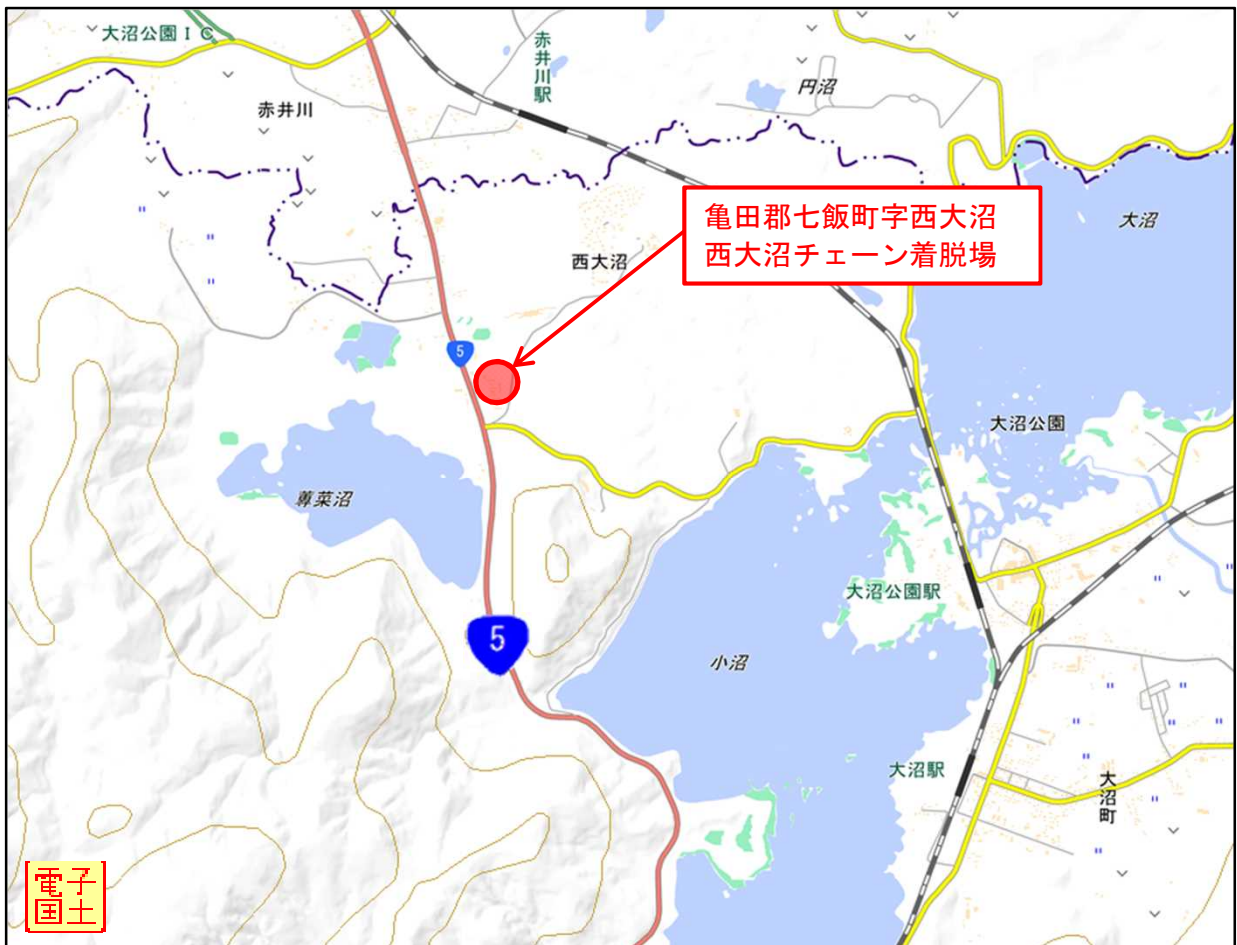 大沼公園ＩＣ
赤井川駅
円沼
赤井川
亀田郡七飯町字西大沼
西大沼チェーン着脱場
大沼
西大沼
5
大沼公園
蓴菜沼
大沼公園駅
5
小沼
大沼駅
大沼町
電子
国土